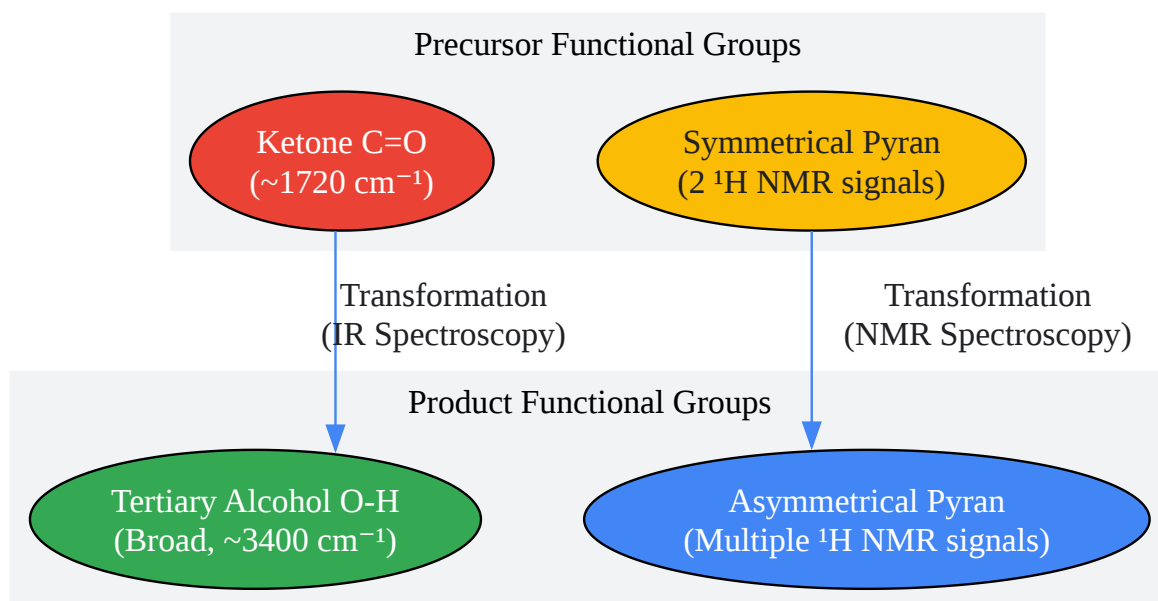 Precursor Functional Groups
Ketone C=O
(~1720 cm⁻¹)
Symmetrical Pyran
(2 ¹H NMR signals)
Transformation
(IR Spectroscopy)
Transformation
(NMR Spectroscopy)
Product Functional Groups
Tertiary Alcohol O-H
(Broad, ~3400 cm⁻¹)
Asymmetrical Pyran
(Multiple ¹H NMR signals)